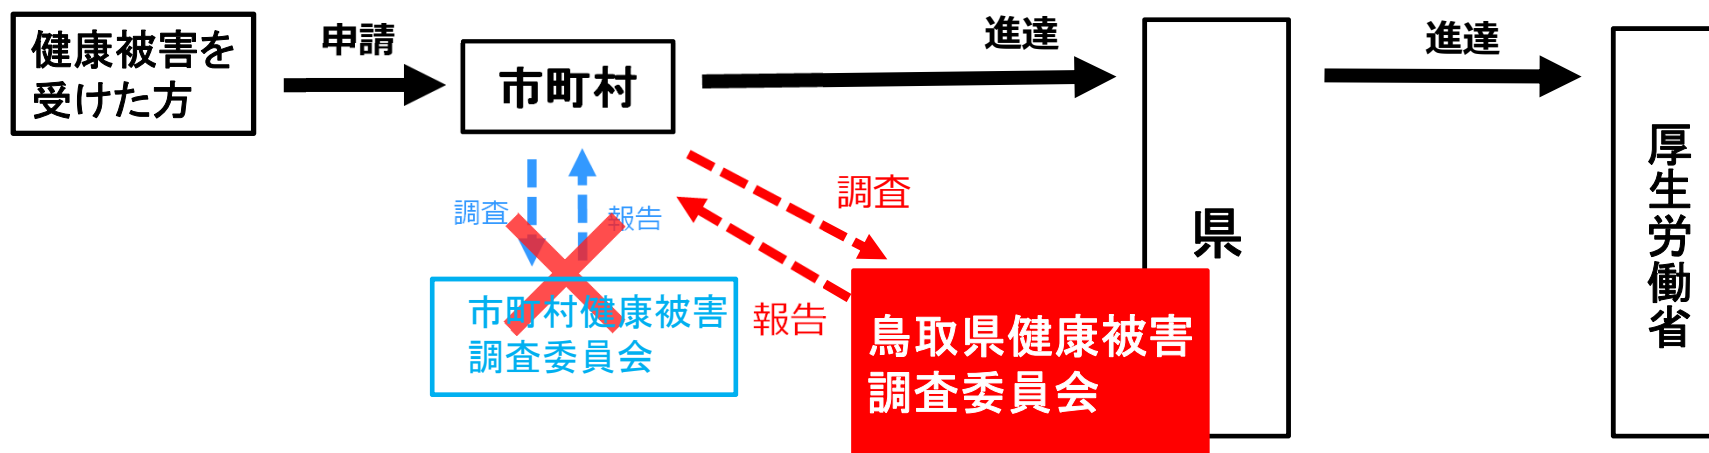 健康被害を
受けた方
申請
市町村
進達
県
進達
厚生労働省
調査
報告
市町村健康被害
調査委員会
調査
報告
鳥取県健康被害
調査委員会